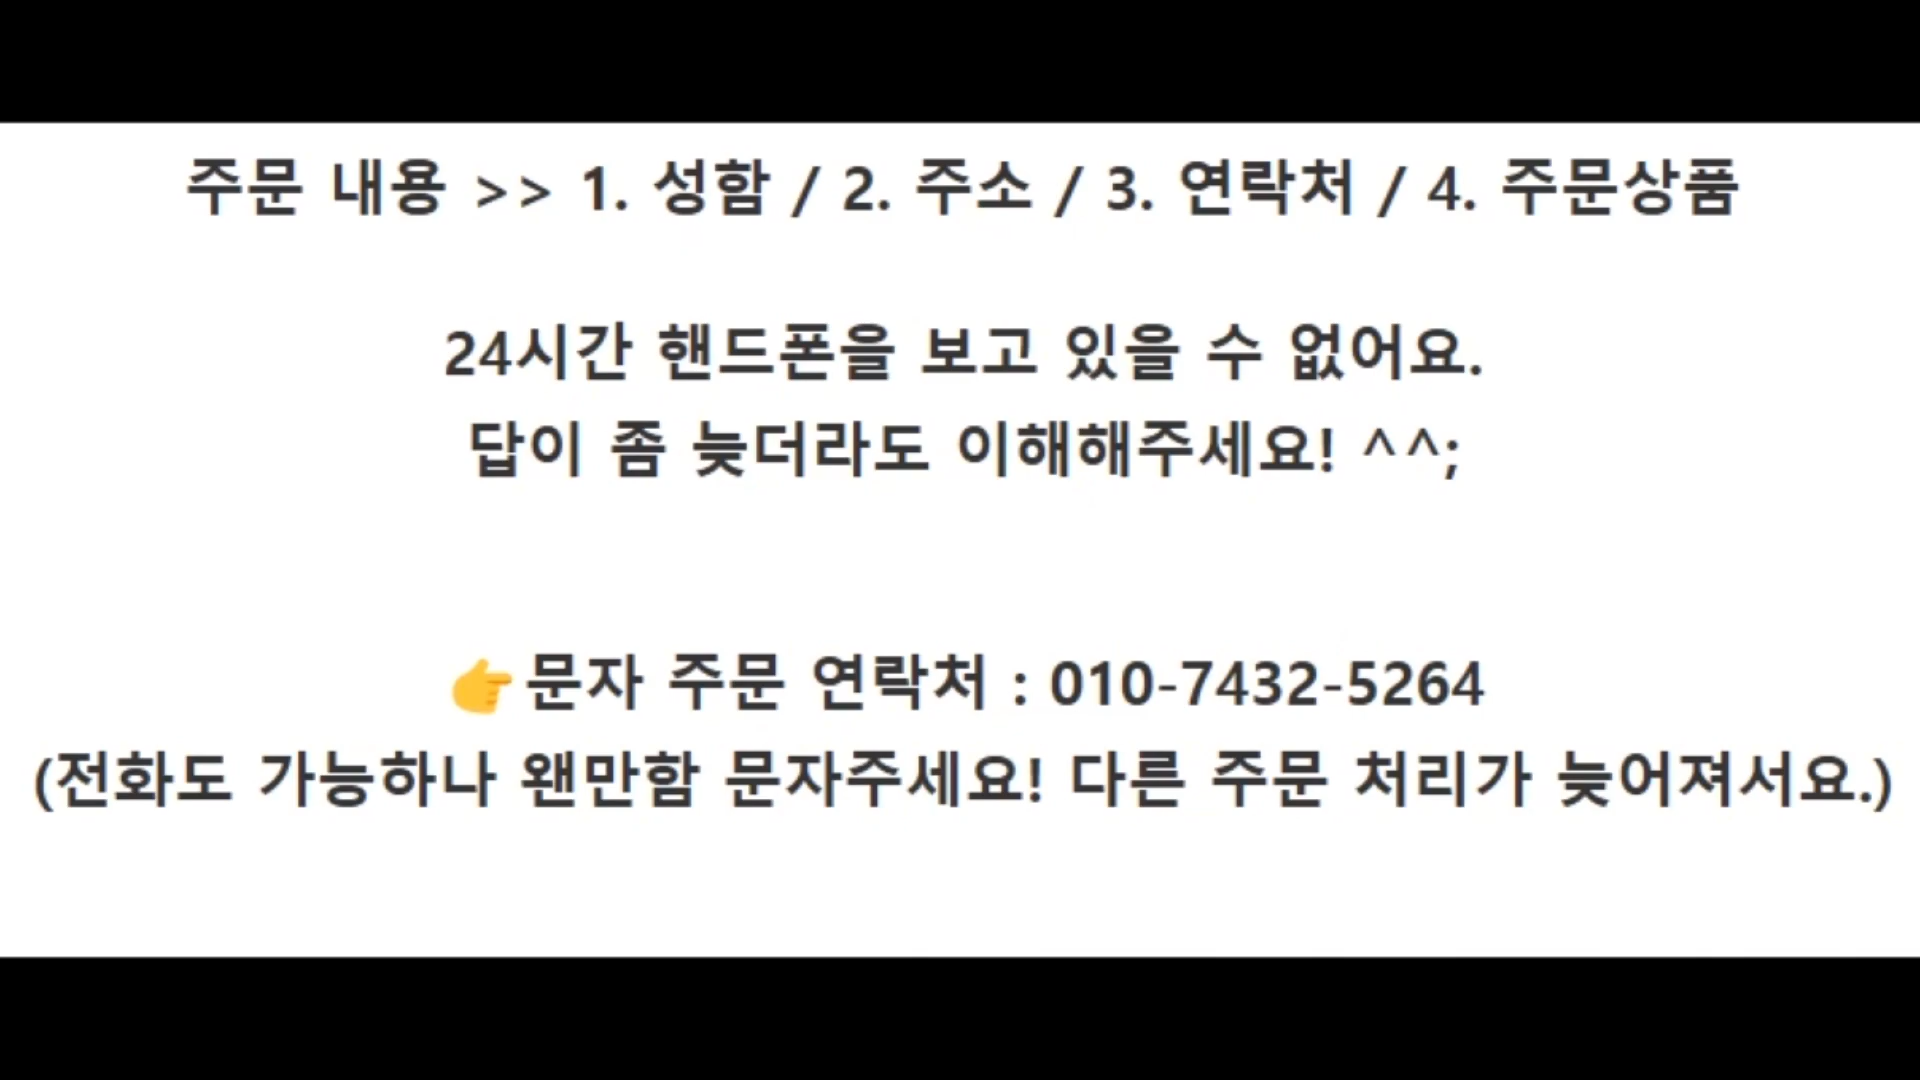 주문 내용 >> 1. 성함 / 2. 주소 / 3. 연락처 / 4. 주문상품
24시간 핸드폰을 보고 있을 수 없어요.
답이 좀 늦더라도 이해해주세요! ^^;
👉문자 주문 연락처 : 010-7432-5264
(전화도 가능하나 왠만함 문자주세요! 다른 주문 처리가 늦어져서요.)